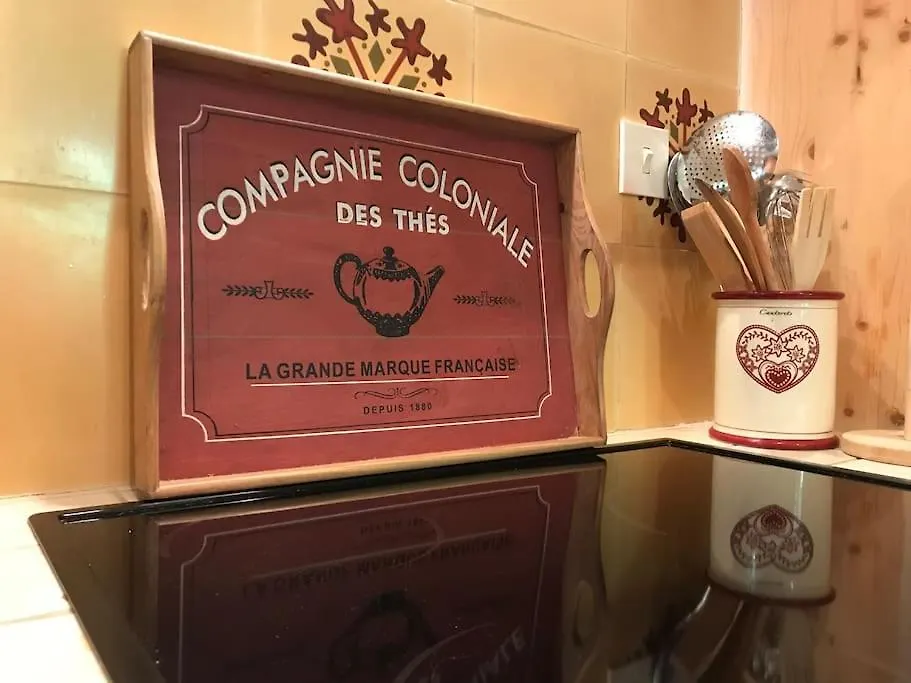 COMPAGNIE COLONIALE
DES THÉS
LA GRANDE MARQUE FRANÇAISE
DEPUIS 1880